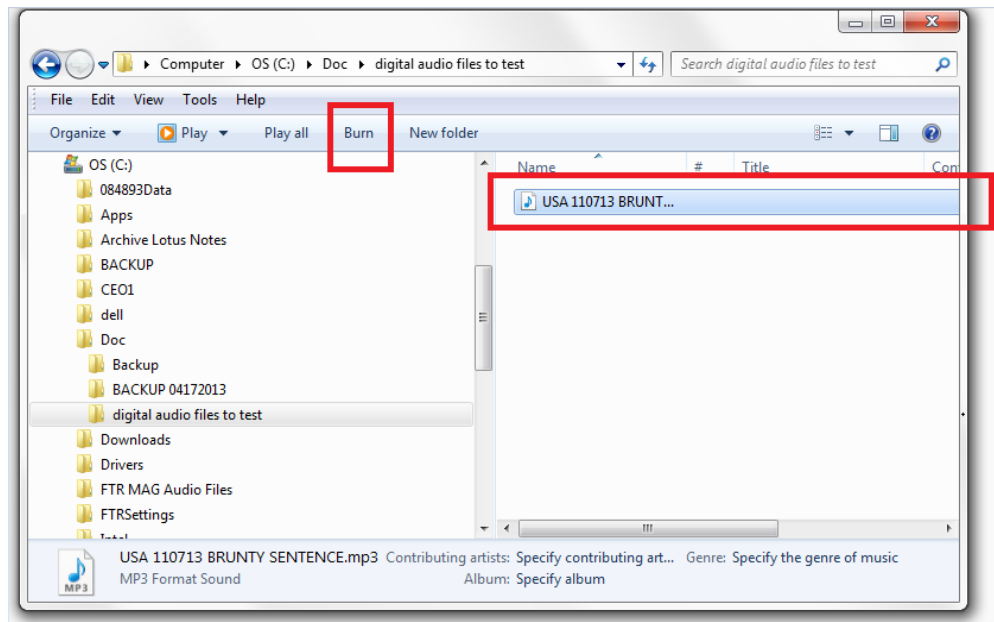 Computer OS (C:) Doc digital audio files to test Search digital audio files to test
File Edit View Tools Help
Organize Play Play all Burn New folder
OS (C:)
084893Data
Apps
Archive Lotus Notes
BACKUP
CEO1
dell
Doc
Backup
BACKUP 04172013
digital audio files to test
Downloads
Drivers
FTR MAG Audio Files
FTRSettings
Intel
Name # Title Con
USA 110713 BRUNT...
USA 110713 BRUNTY SENTENCE.mp3 Contributing artists: Specify contributing art... Genre: Specify the genre of music
MP3 Format Sound Album: Specify album
MP3